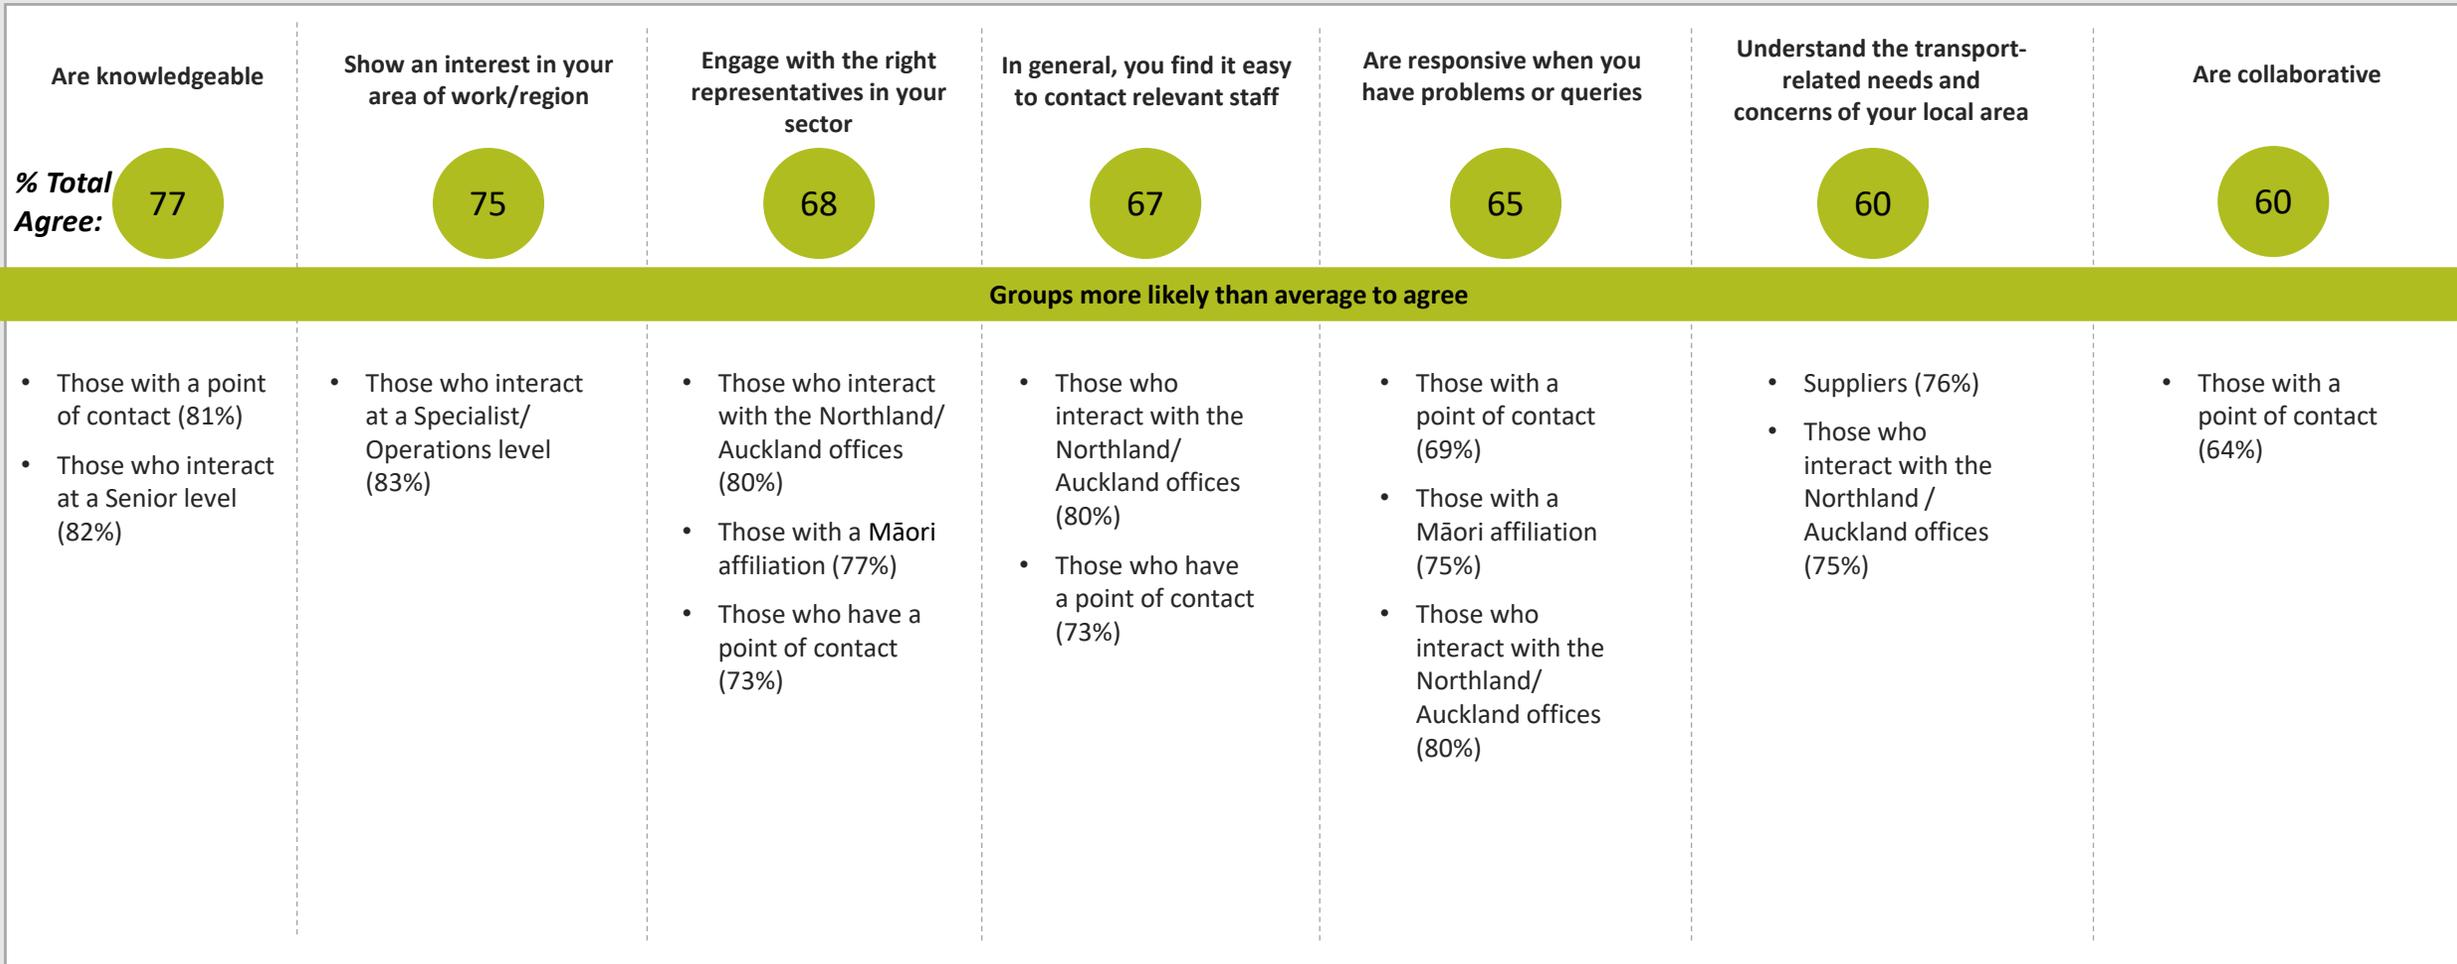 Are knowledgeable
Show an interest in your
area of work/region
Engage with the right
representatives in your
sector
In general, you find it easy
to contact relevant staff
Are responsive when you
have problems or queries
Understand the transport-
related needs and
concerns of your local area
Are collaborative
% Total
Agree:
77
75
68
67
65
60
60
Groups more likely than average to agree
• Those with a point
of contact (81%)
• Those who interact
at a Senior level
(82%)
• Those who interact
at a Specialist/
Operations level
(83%)
• Those who interact
with the Northland/
Auckland offices
(80%)
• Those with a Māori
affiliation (77%)
• Those who have a
point of contact
(73%)
• Those who
interact with the
Northland/
Auckland offices
(80%)
• Those who have
a point of contact
(73%)
• Those with a
point of contact
(69%)
• Those with a
Māori affiliation
(75%)
• Those who
interact with the
Northland/
Auckland offices
(80%)
• Suppliers (76%)
• Those who
interact with the
Northland /
Auckland offices
(75%)
• Those with a
point of contact
(64%)